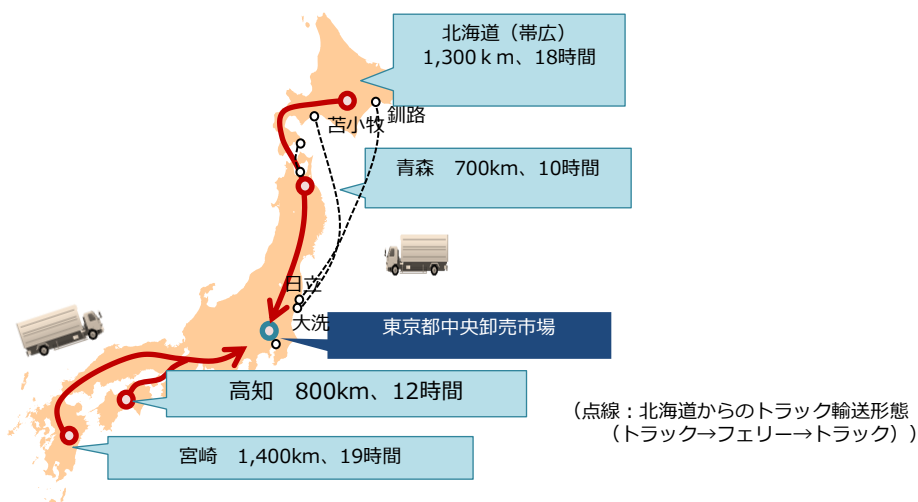 北海道（帯広）
1,300ｋｍ、18時間
釧路
苫小牧
青森　700km、10時間
日立
大洗
東京都中央卸売市場
高知　800km、12時間
（点線：北海道からのトラック輸送形態
（トラック→フェリー→トラック））
宮崎　1,400km、19時間